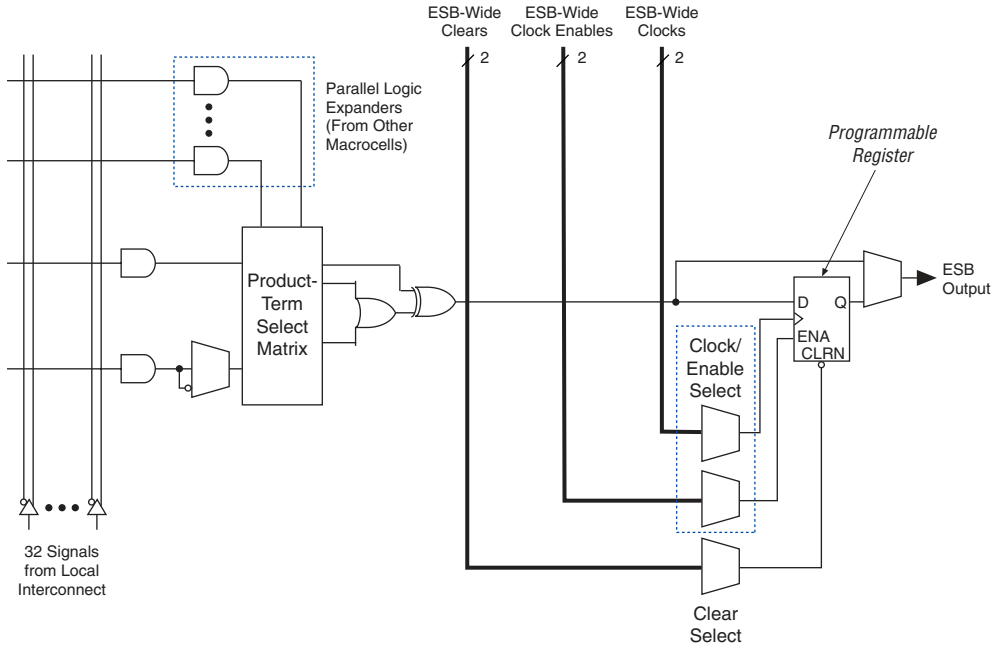 ESB-Wide
Clears
ESB-Wide
Clock Enables
ESB-Wide
Clocks
2
2
2
Parallel Logic
Expanders
(From Other
Macrocells)
Programmable
Register
Product-
Term
Select
Matrix
ESB
Output
D
Q
ENA
CLRN
Clock/
Enable
Select
32 Signals
from Local
Interconnect
Clear
Select